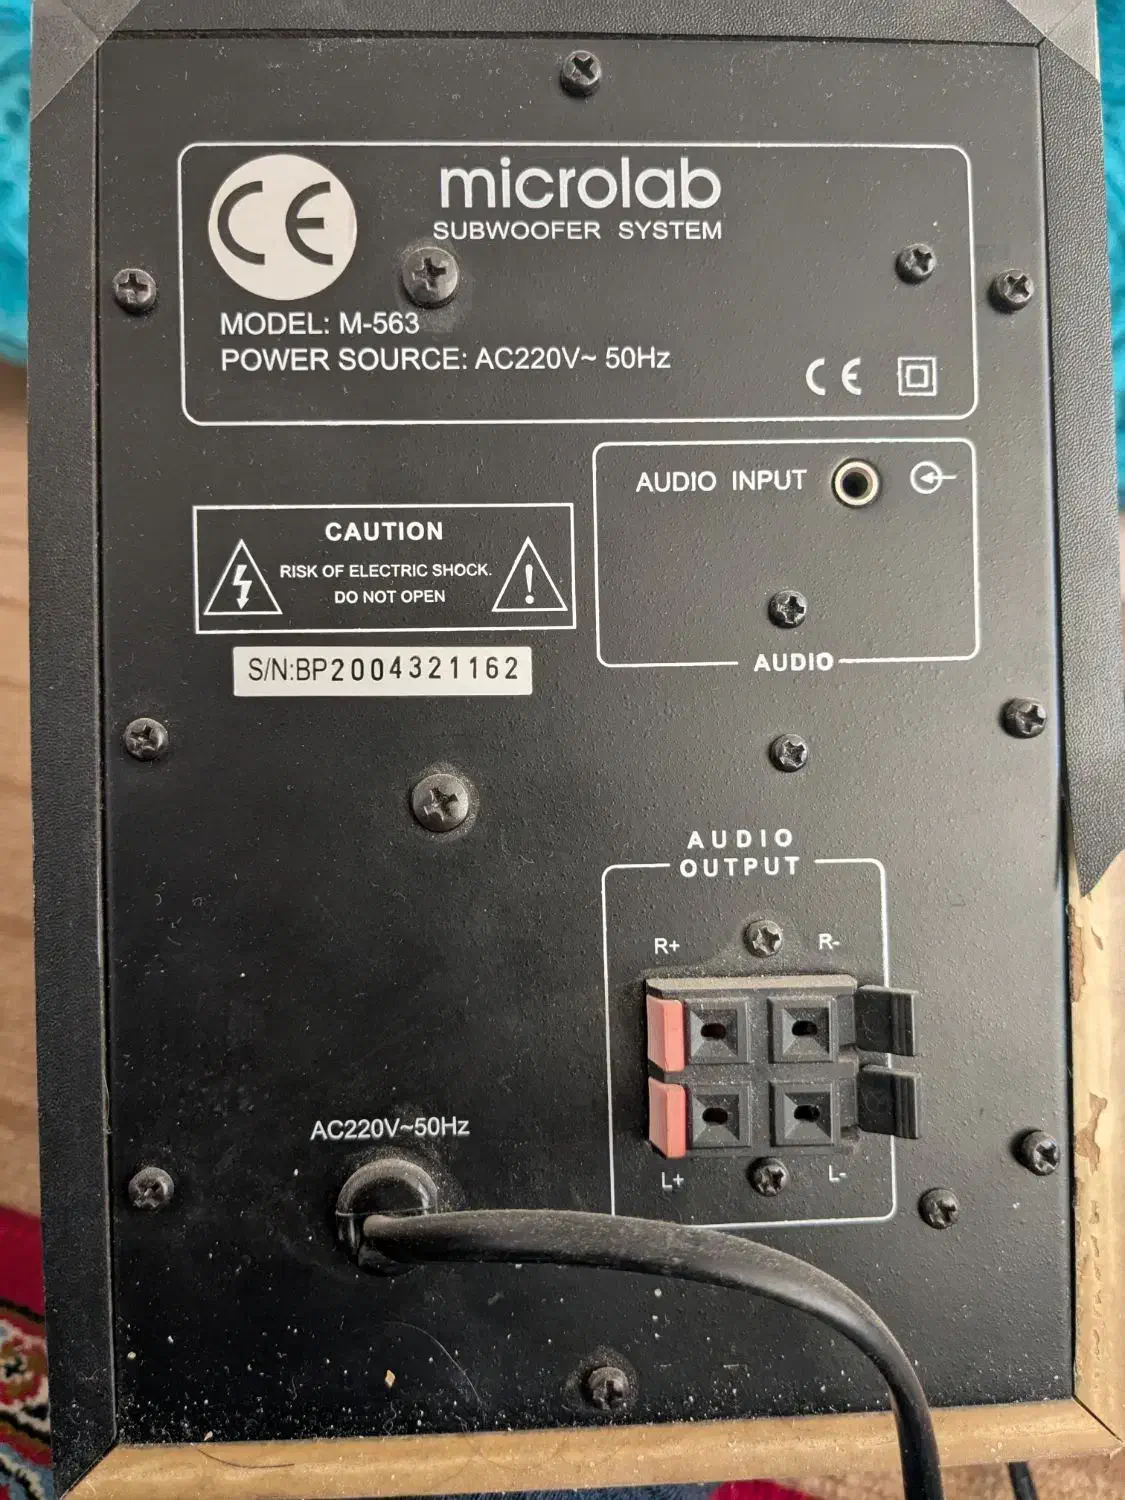 CE
microlab
SUBWOOFER SYSTEM
MODEL: M-563
POWER SOURCE: AC220V~ 50Hz
CE
AUDIO INPUT
CAUTION
RISK OF ELECTRIC SHOCK.
DO NOT OPEN
AUDIO
S/N:BP2004321162
AUDIO
OUTPUT
R+ R-
L+ L-
AC220V~50Hz